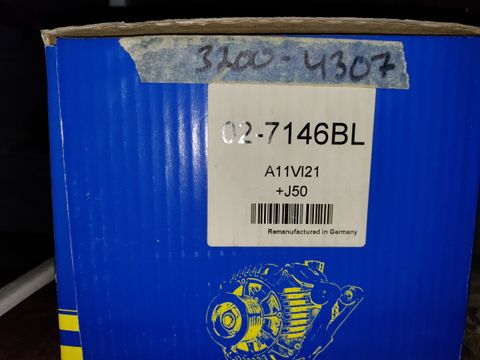 3200-4307
02-7146BL
A11VI21
+J50
Remanufactured in Germany